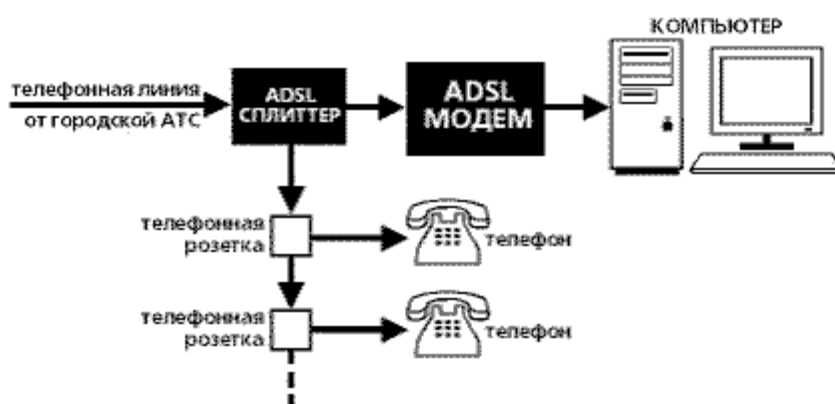 КОМПЬЮТЕР
телефонная линия
от городской АТС
ADSL
СПЛИТТЕР
ADSL
МОДЕМ
телефонная
розетка
телефон
телефонная
розетка
телефон